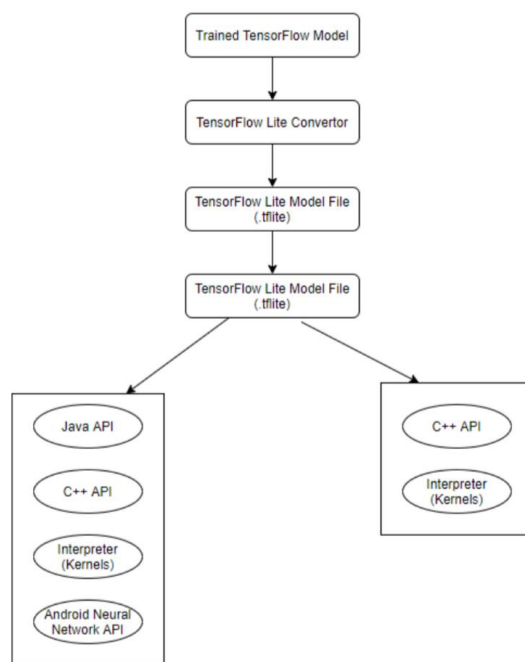 Trained TensorFlow Model
TensorFlow Lite Convertor
TensorFlow Lite Model File
(.tflite)
TensorFlow Lite Model File
(.tflite)
Java API
C++ API
Interpreter
(Kernels)
Android Neural
Network API
C++ API
Interpreter
(Kernels)